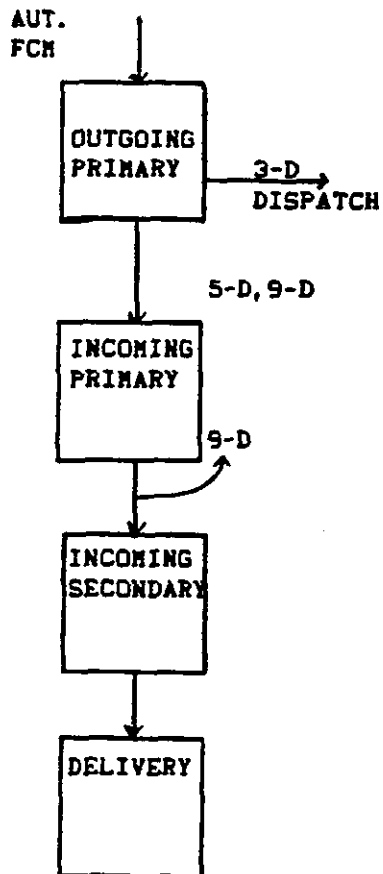 AUT.
FCM
OUTGOING
PRIMARY
3-D
DISPATCH
5-D, 9-D
INCOMING
PRIMARY
9-D
INCOMING
SECONDARY
DELIVERY